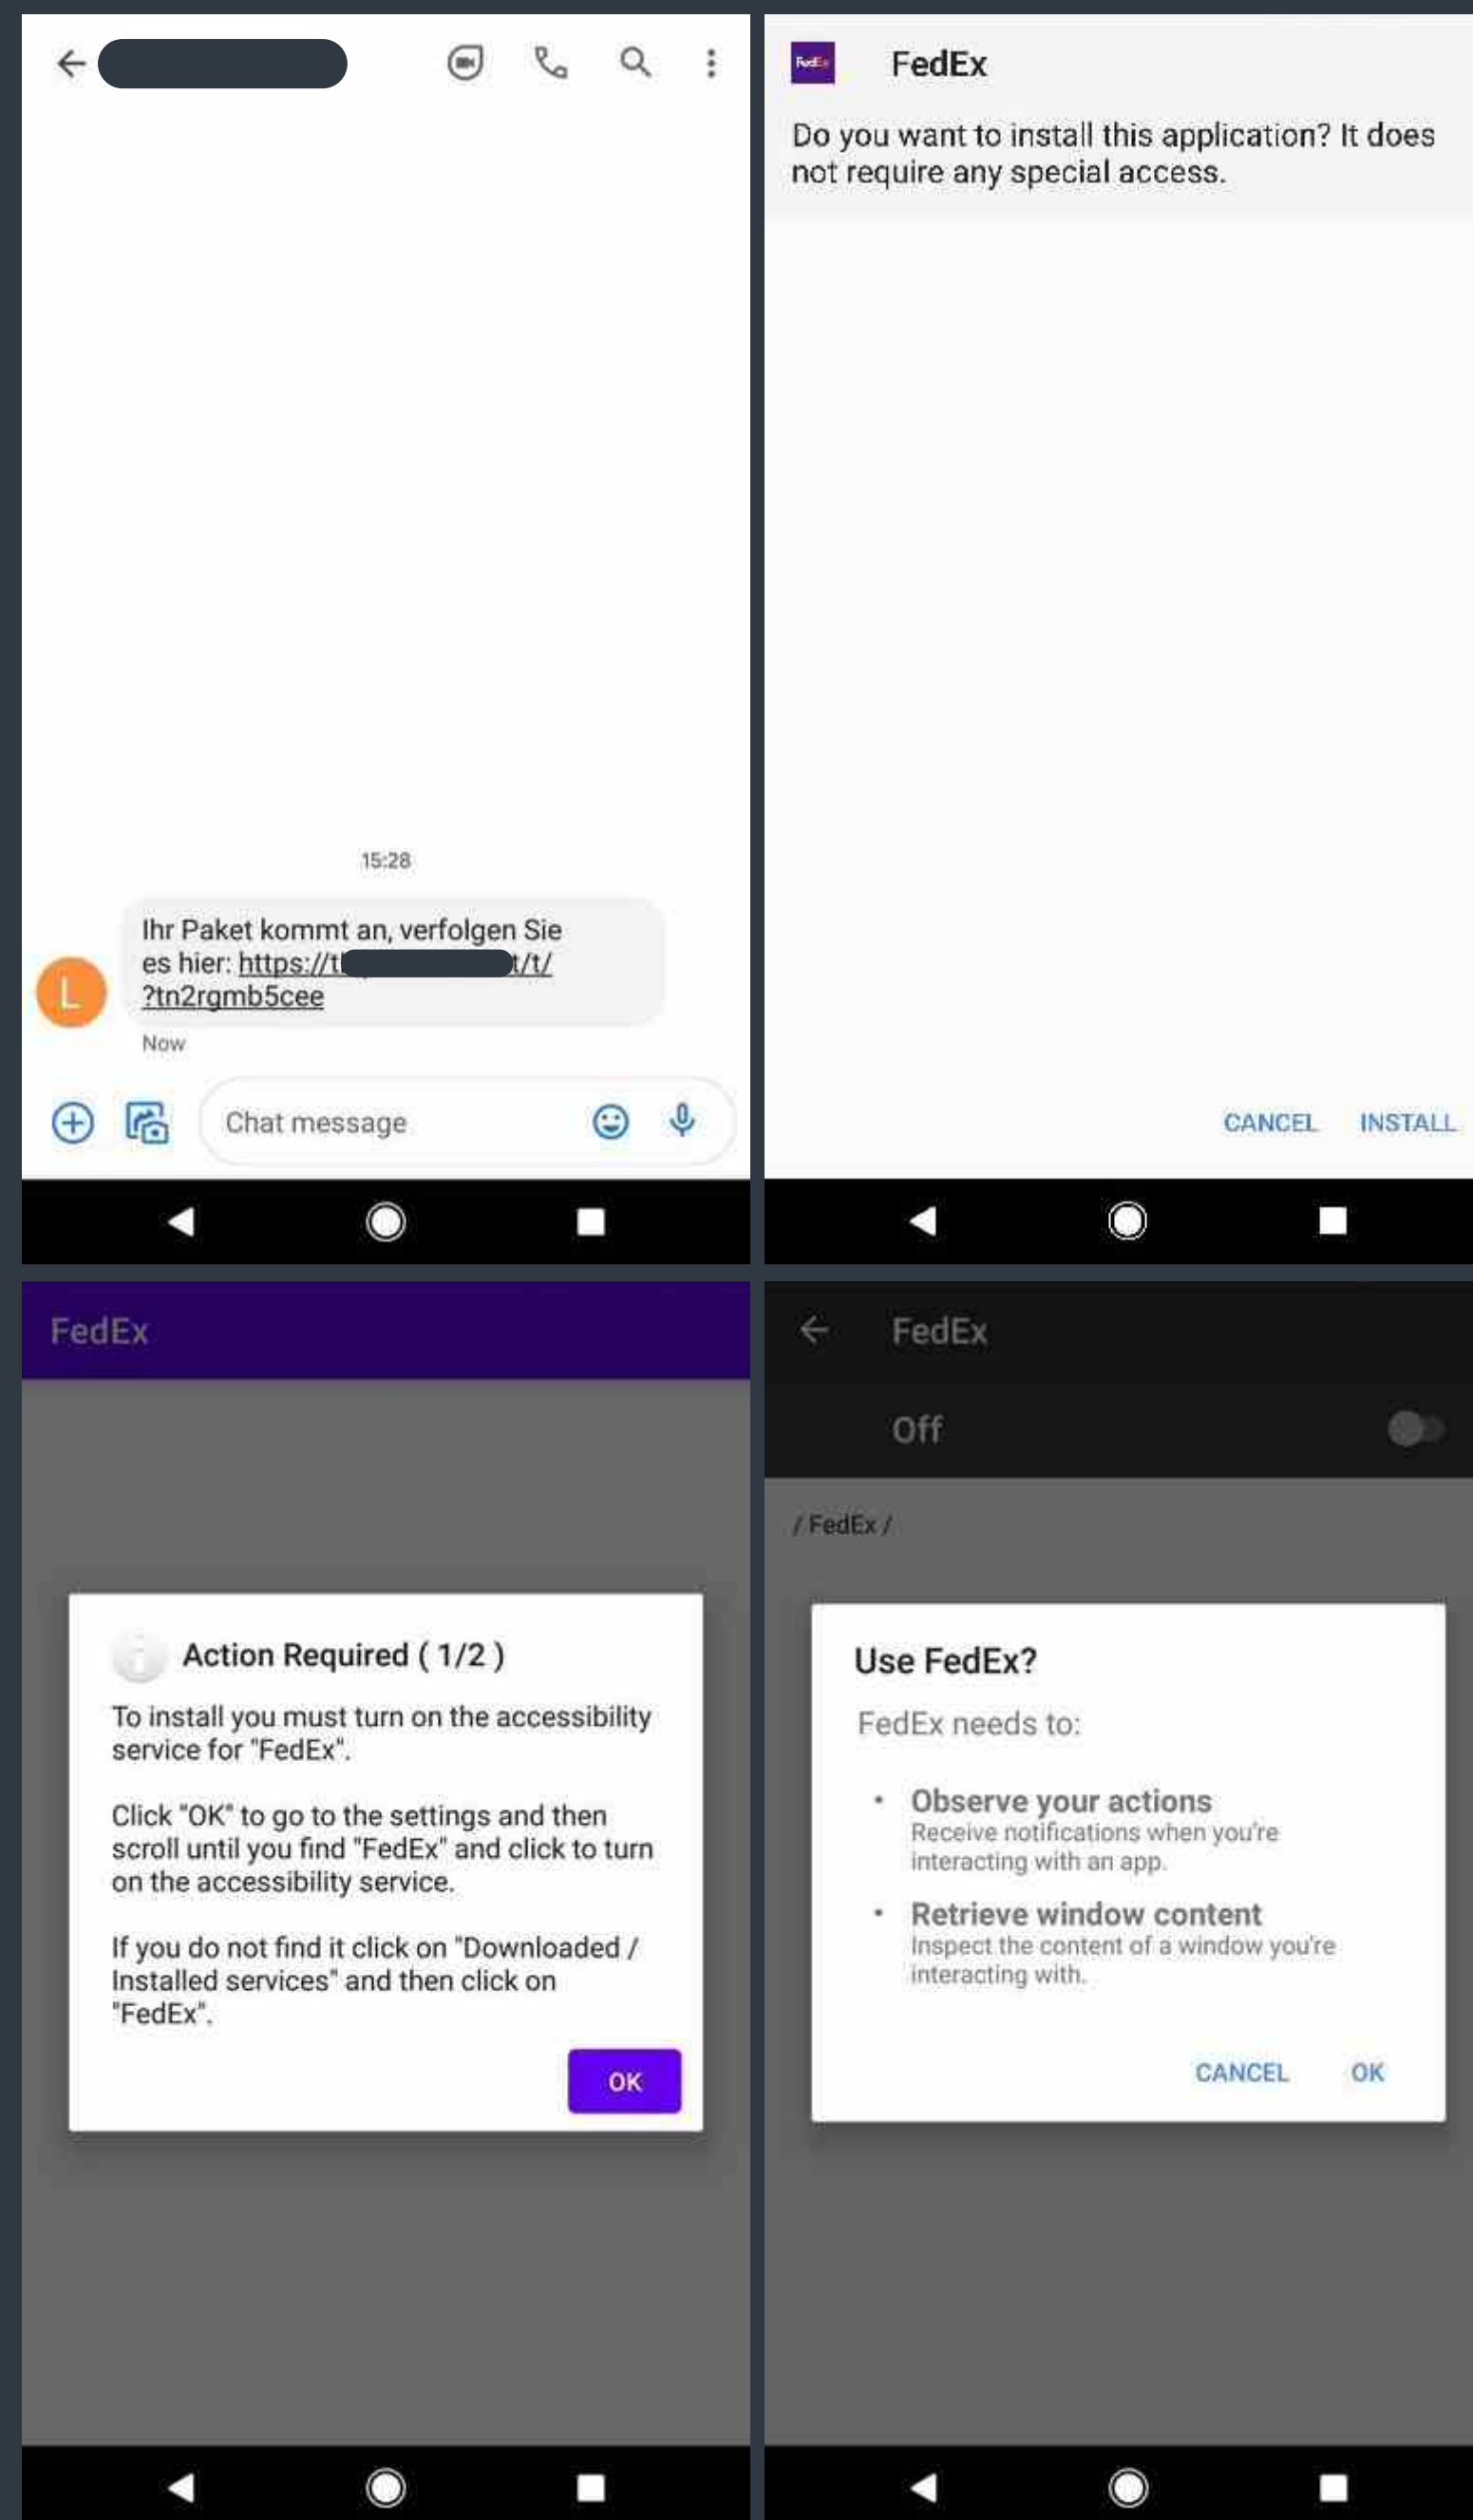 15:28
Ihr Paket kommt an, verfolgen Sie
es hier: https://t t/t/
?tn2rgmb5cee
L
Now
Chat message
FedEx
FedEx
Do you want to install this application? It does
not require any special access.
CANCEL INSTALL
FedEx
Action Required ( 1/2 )
To install you must turn on the accessibility
service for "FedEx".
Click "OK" to go to the settings and then
scroll until you find "FedEx" and click to turn
on the accessibility service.
If you do not find it click on "Downloaded /
Installed services" and then click on
"FedEx".
OK
FedEx
Off
/ FedEx /
Use FedEx?
FedEx needs to:
• Observe your actions
Receive notifications when you're
interacting with an app.
• Retrieve window content
Inspect the content of a window you're
interacting with.
CANCEL OK